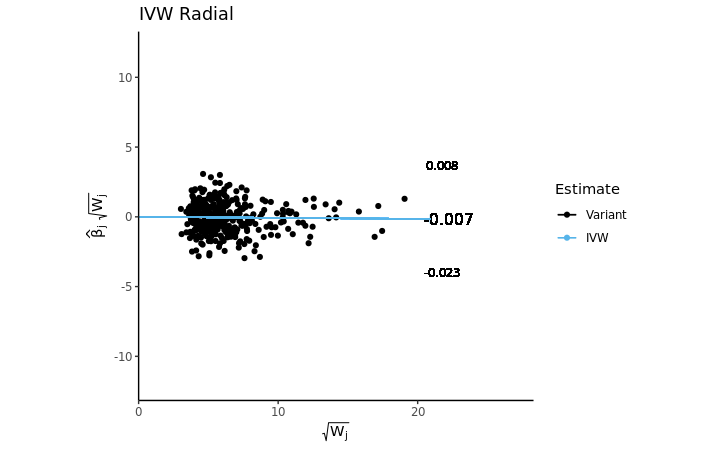 IVW Radial
10
5
0
-5
-10
β̂ⱼ √Wⱼ
0.008
-0.007
-0.023
0
10
20
√Wⱼ
Estimate
Variant
IVW